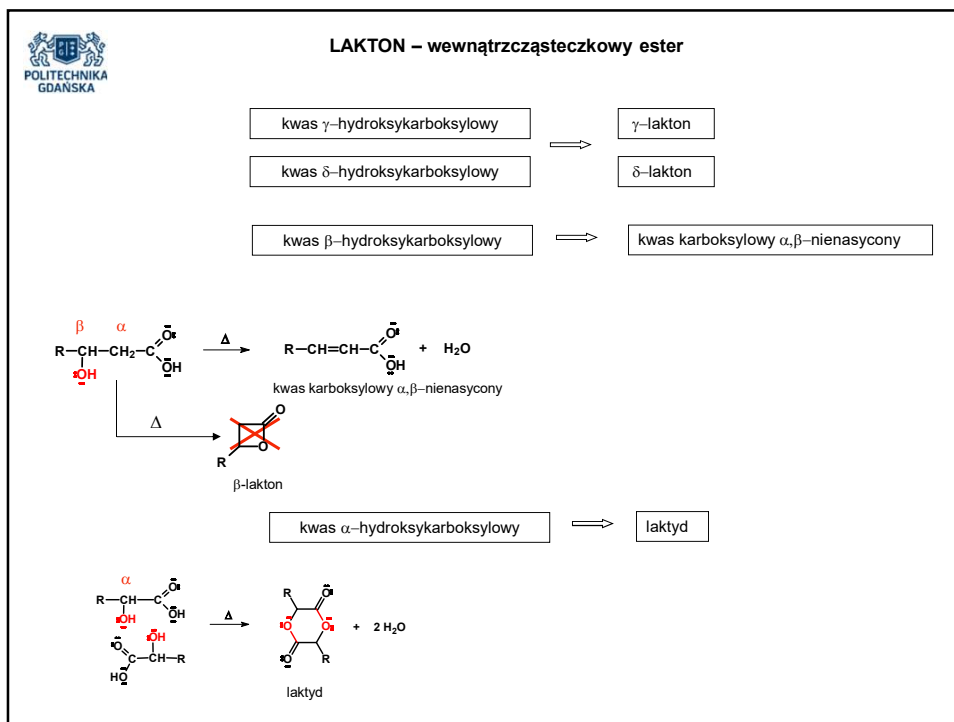 POLITECHNIKA
GDAŃSKA
LAKTON – wewnątrzcząsteczkowy ester
kwas γ–hydroksykarboksylowy
γ–lakton
kwas δ–hydroksykarboksylowy
δ–lakton
kwas β–hydroksykarboksylowy
kwas karboksylowy α,β–nienasycony
β α
R–CH–CH₂–C O OH
OH
Δ
R–CH=CH–C O OH + H₂O
kwas karboksylowy α,β–nienasycony
Δ
O
O
R
β-lakton
kwas α–hydroksykarboksylowy
laktyd
α
R–CH–C O OH
OH
OH
O C–CH–R
HO
Δ
R O
O O
O R
+ 2 H₂O
laktyd